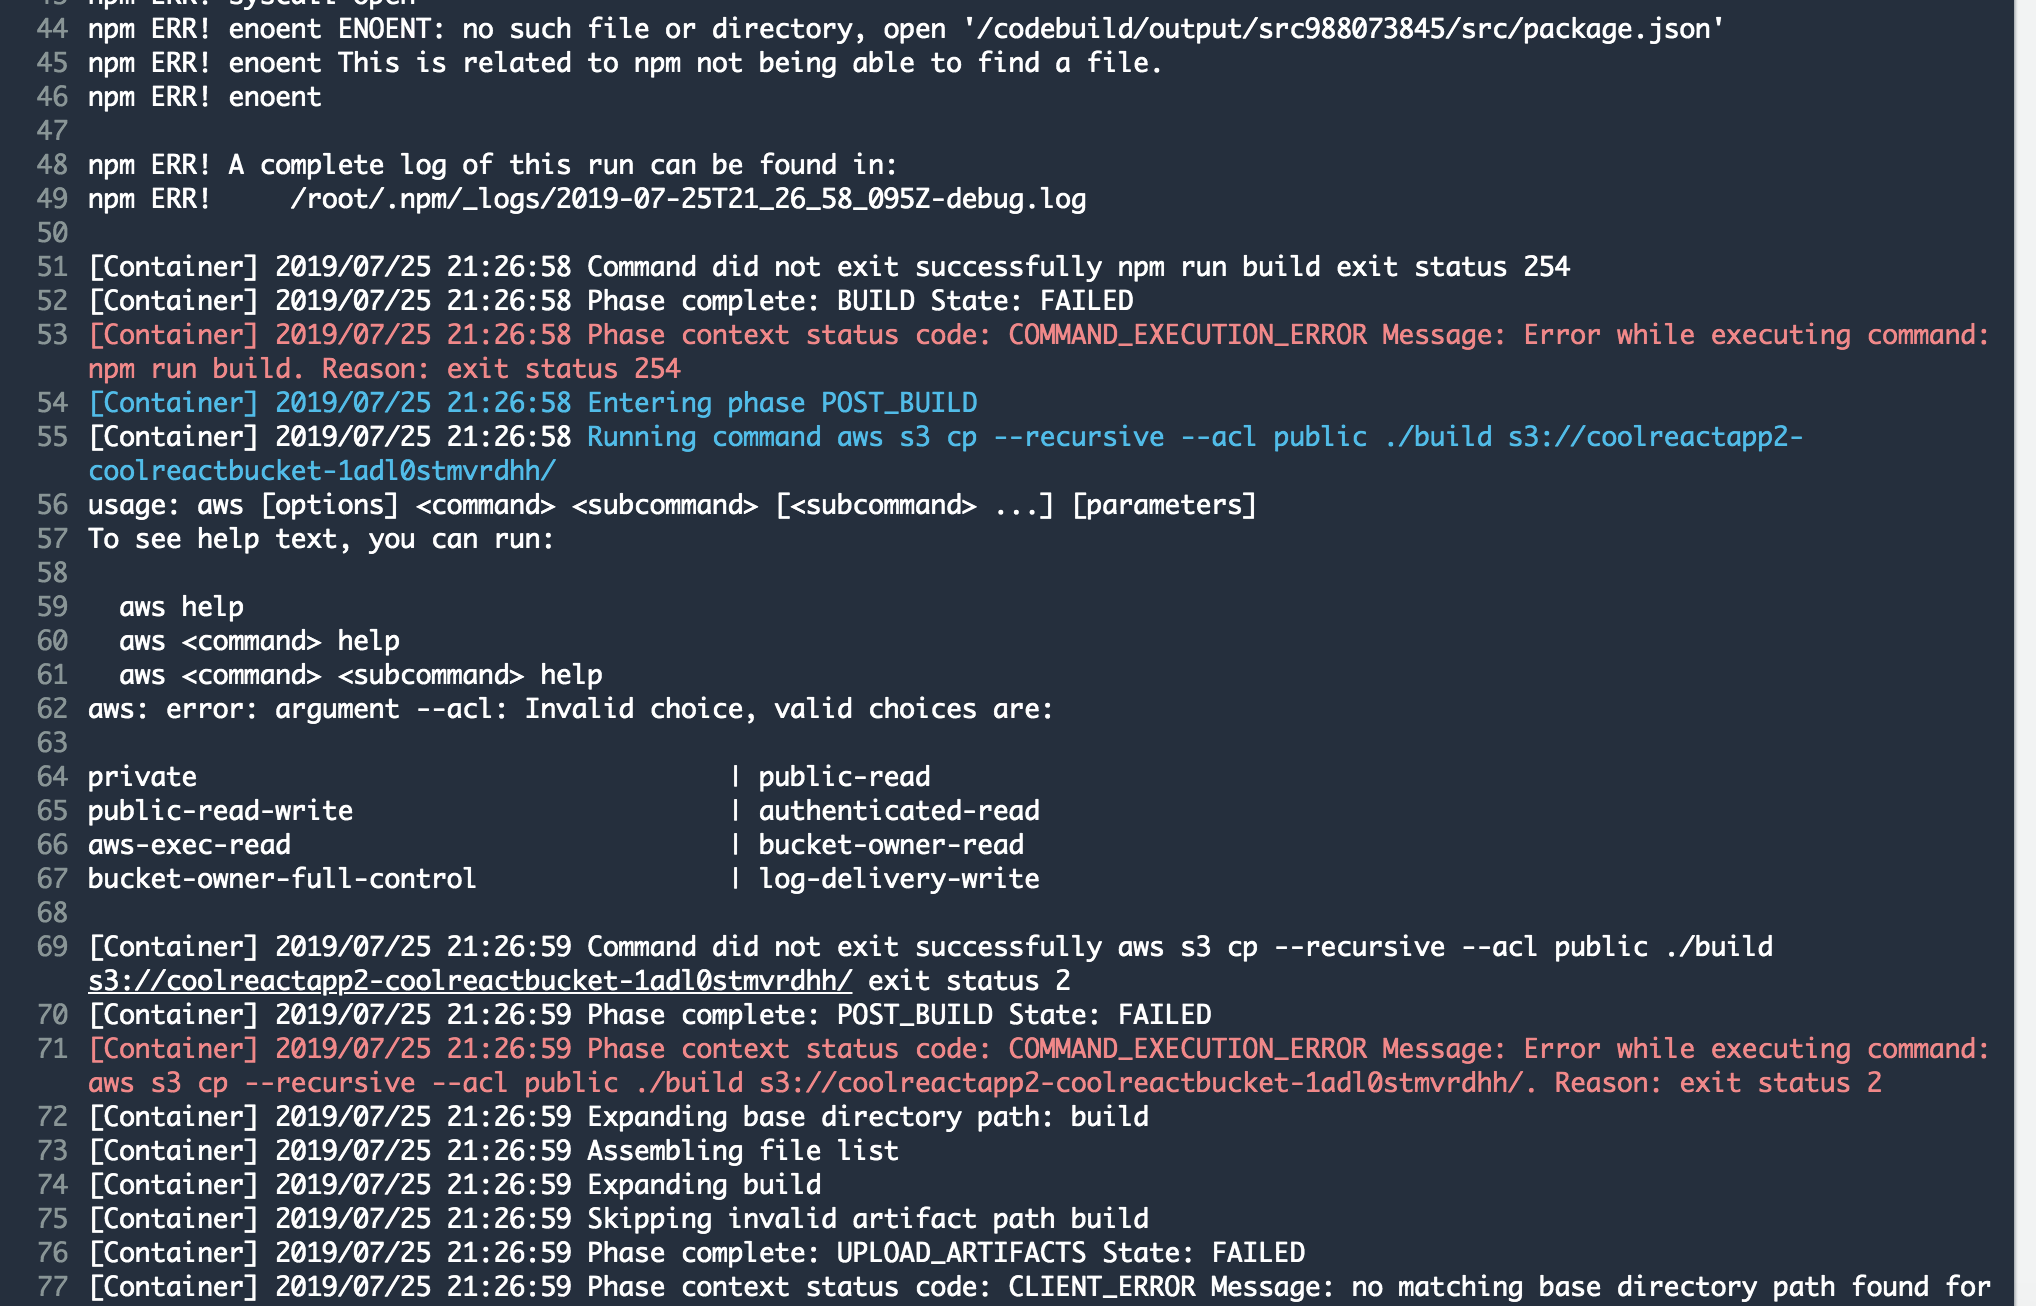 43 npm ERR! syscall open
44 npm ERR! enoent ENOENT: no such file or directory, open '/codebuild/output/src988073845/src/package.json'
45 npm ERR! enoent This is related to npm not being able to find a file.
46 npm ERR! enoent
47
48 npm ERR! A complete log of this run can be found in:
49 npm ERR!     /root/.npm/_logs/2019-07-25T21_26_58_095Z-debug.log
50
51 [Container] 2019/07/25 21:26:58 Command did not exit successfully npm run build exit status 254
52 [Container] 2019/07/25 21:26:58 Phase complete: BUILD State: FAILED
53 [Container] 2019/07/25 21:26:58 Phase context status code: COMMAND_EXECUTION_ERROR Message: Error while executing command:
npm run build. Reason: exit status 254
54 [Container] 2019/07/25 21:26:58 Entering phase POST_BUILD
55 [Container] 2019/07/25 21:26:58 Running command aws s3 cp --recursive --acl public ./build s3://coolreactapp2-
coolreactbucket-1adl0stmvrdhh/
56 usage: aws [options] <command> <subcommand> [<subcommand> ...] [parameters]
57 To see help text, you can run:
58
59   aws help
60   aws <command> help
61   aws <command> <subcommand> help
62 aws: error: argument --acl: Invalid choice, valid choices are:
63
64 private                                  | public-read
65 public-read-write                        | authenticated-read
66 aws-exec-read                            | bucket-owner-read
67 bucket-owner-full-control                | log-delivery-write
68
69 [Container] 2019/07/25 21:26:59 Command did not exit successfully aws s3 cp --recursive --acl public ./build
s3://coolreactapp2-coolreactbucket-1adl0stmvrdhh/ exit status 2
70 [Container] 2019/07/25 21:26:59 Phase complete: POST_BUILD State: FAILED
71 [Container] 2019/07/25 21:26:59 Phase context status code: COMMAND_EXECUTION_ERROR Message: Error while executing command:
aws s3 cp --recursive --acl public ./build s3://coolreactapp2-coolreactbucket-1adl0stmvrdhh/. Reason: exit status 2
72 [Container] 2019/07/25 21:26:59 Expanding base directory path: build
73 [Container] 2019/07/25 21:26:59 Assembling file list
74 [Container] 2019/07/25 21:26:59 Expanding build
75 [Container] 2019/07/25 21:26:59 Skipping invalid artifact path build
76 [Container] 2019/07/25 21:26:59 Phase complete: UPLOAD_ARTIFACTS State: FAILED
77 [Container] 2019/07/25 21:26:59 Phase context status code: CLIENT_ERROR Message: no matching base directory path found for